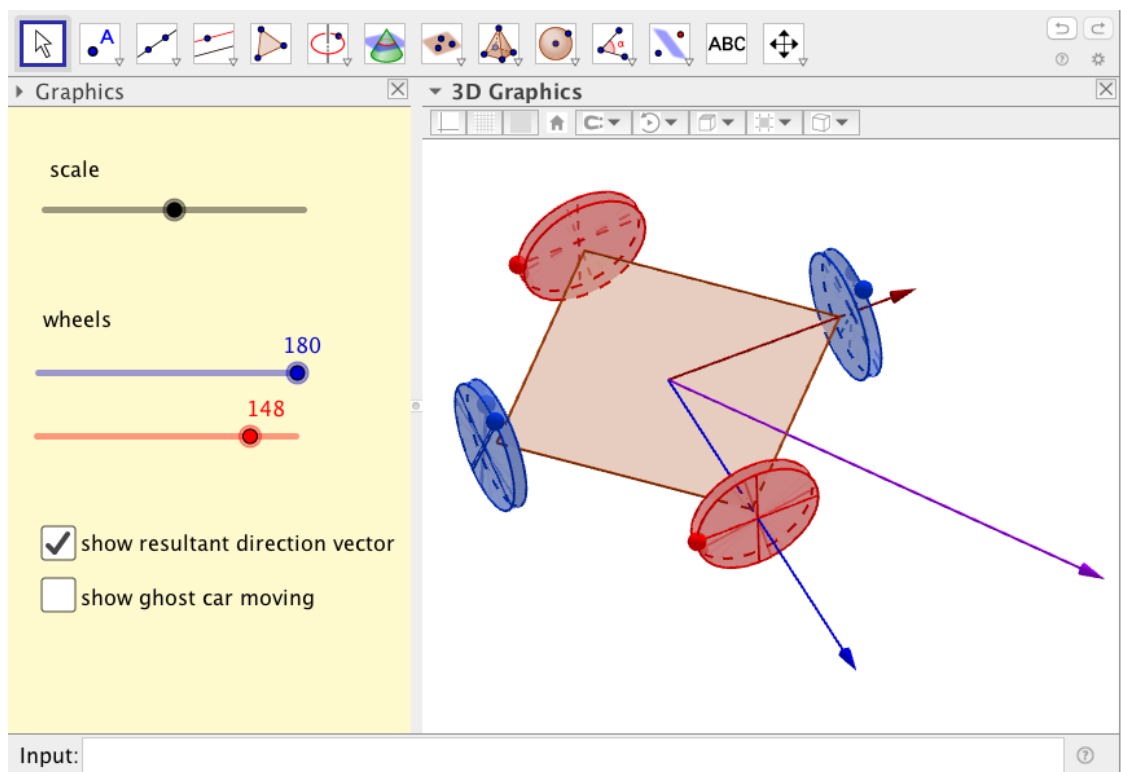 A
α
ABC
Graphics
3D Graphics
scale
wheels
180
148
show resultant direction vector
show ghost car moving
Input: